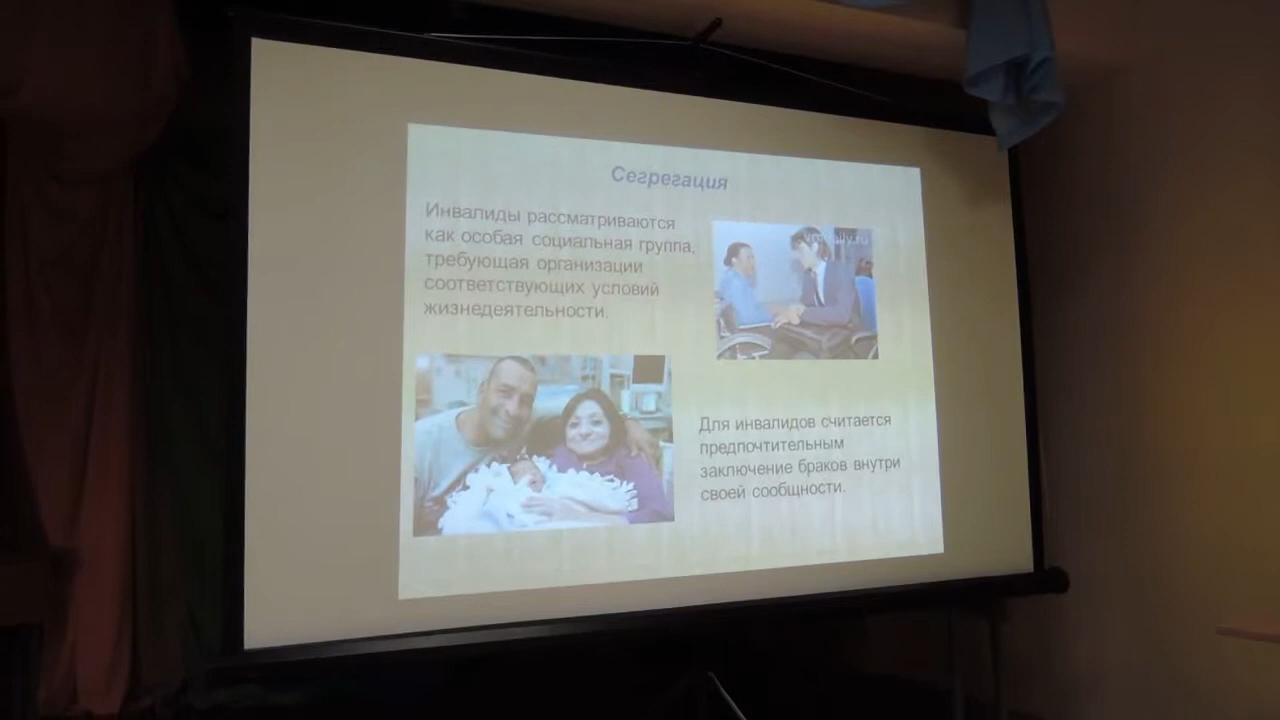 Сегрегация
Инвалиды рассматриваются
как особая социальная группа,
требующая организации
соответствующих условий
жизнедеятельности.
Для инвалидов считается
предпочтительным
заключение браков внутри
своей сообщности.